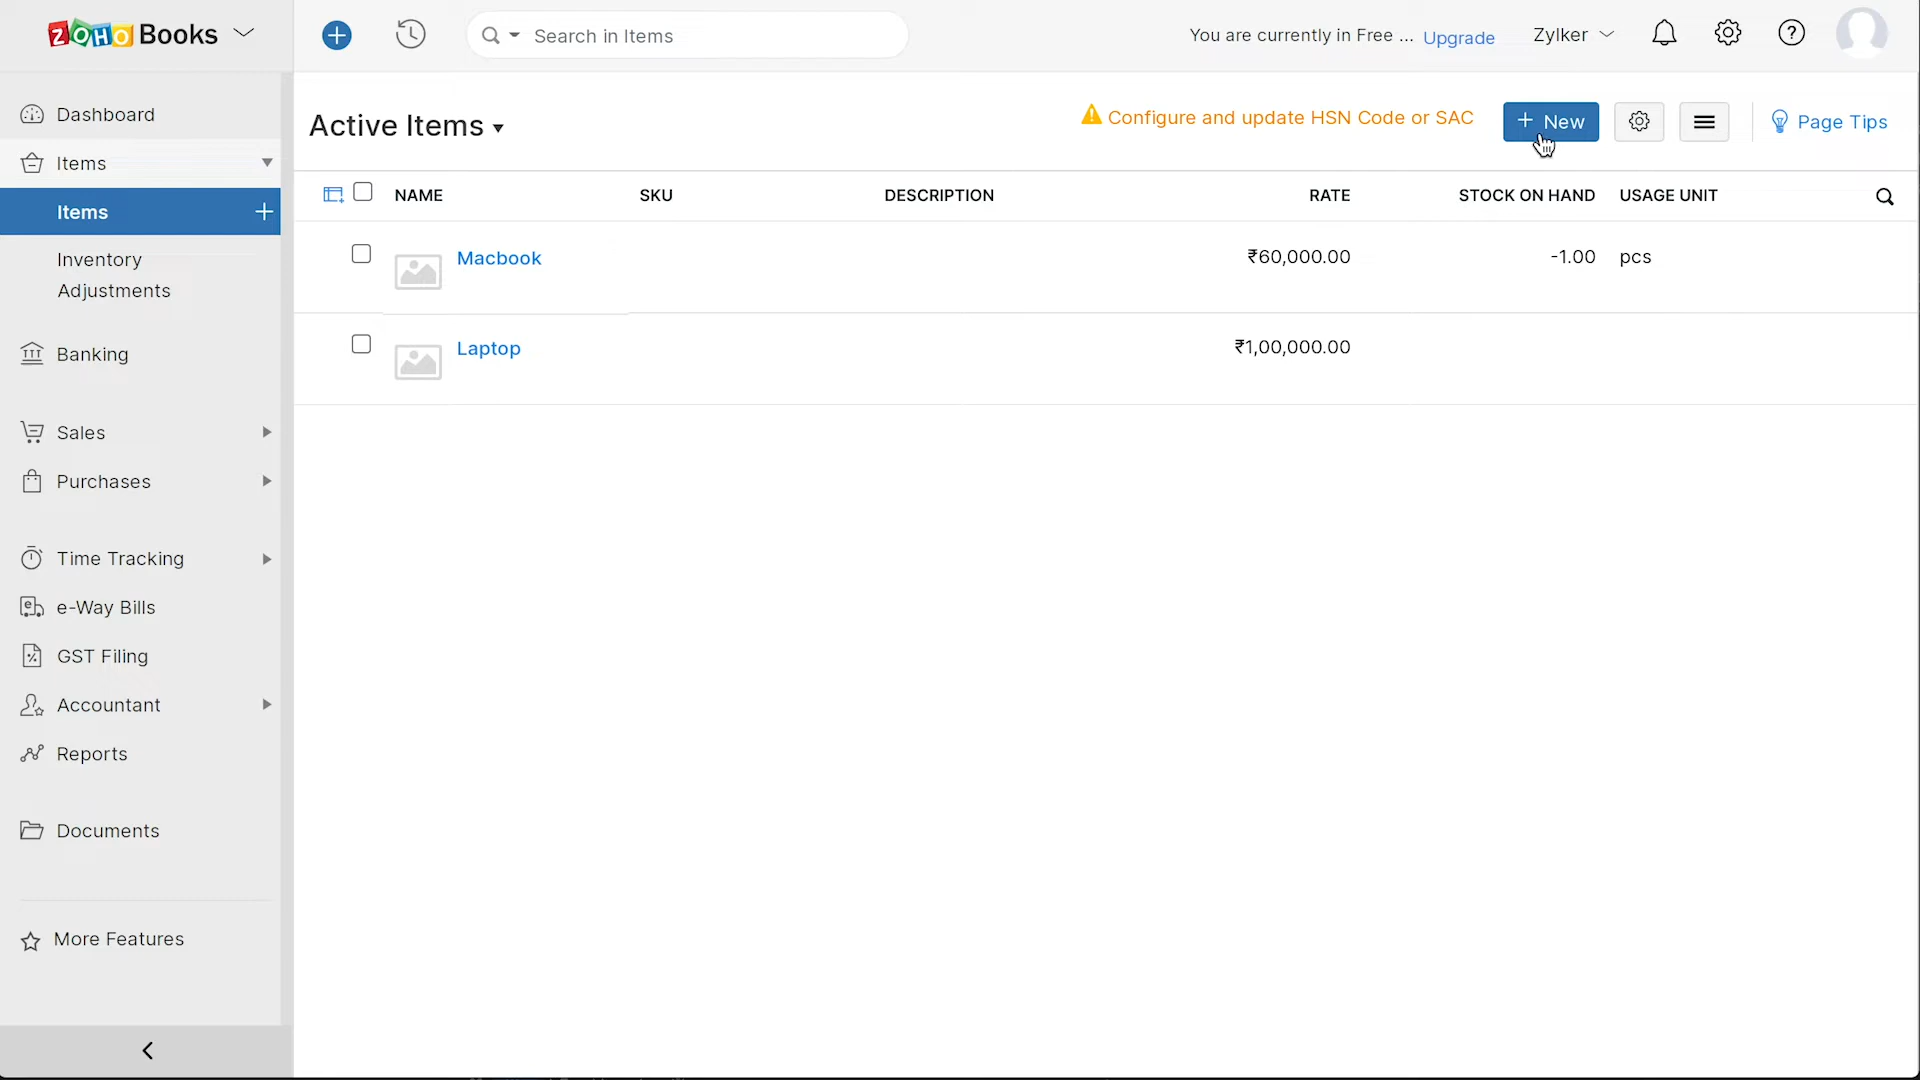 ZOHO Books
Search in Items
You are currently in Free ... Upgrade
Zylker
Dashboard
Items
Items
Inventory
Adjustments
Banking
Sales
Purchases
Time Tracking
e-Way Bills
GST Filing
Accountant
Reports
Documents
More Features
Active Items
Configure and update HSN Code or SAC
+ New
Page Tips
NAME SKU DESCRIPTION RATE STOCK ON HAND USAGE UNIT
Macbook ₹60,000.00 -1.00 pcs
Laptop ₹1,00,000.00